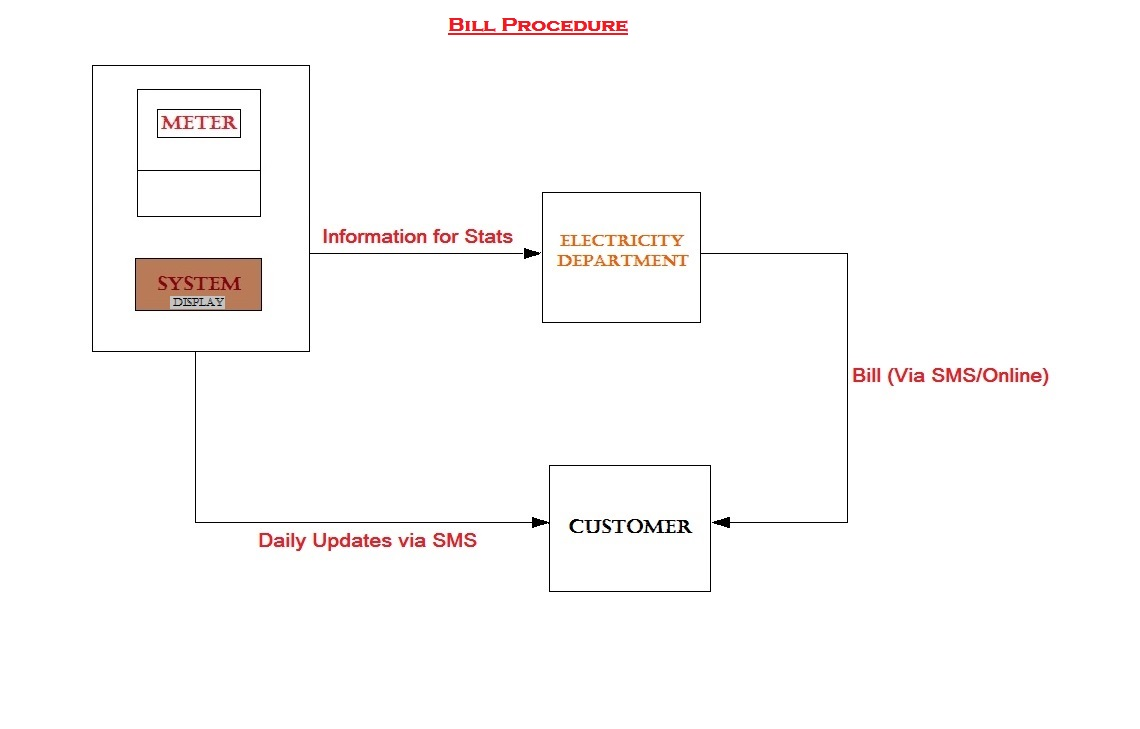 Bill Procedure
METER
SYSTEM
DISPLAY
Information for Stats
ELECTRICITY
DEPARTMENT
Bill (Via SMS/Online)
CUSTOMER
Daily Updates via SMS